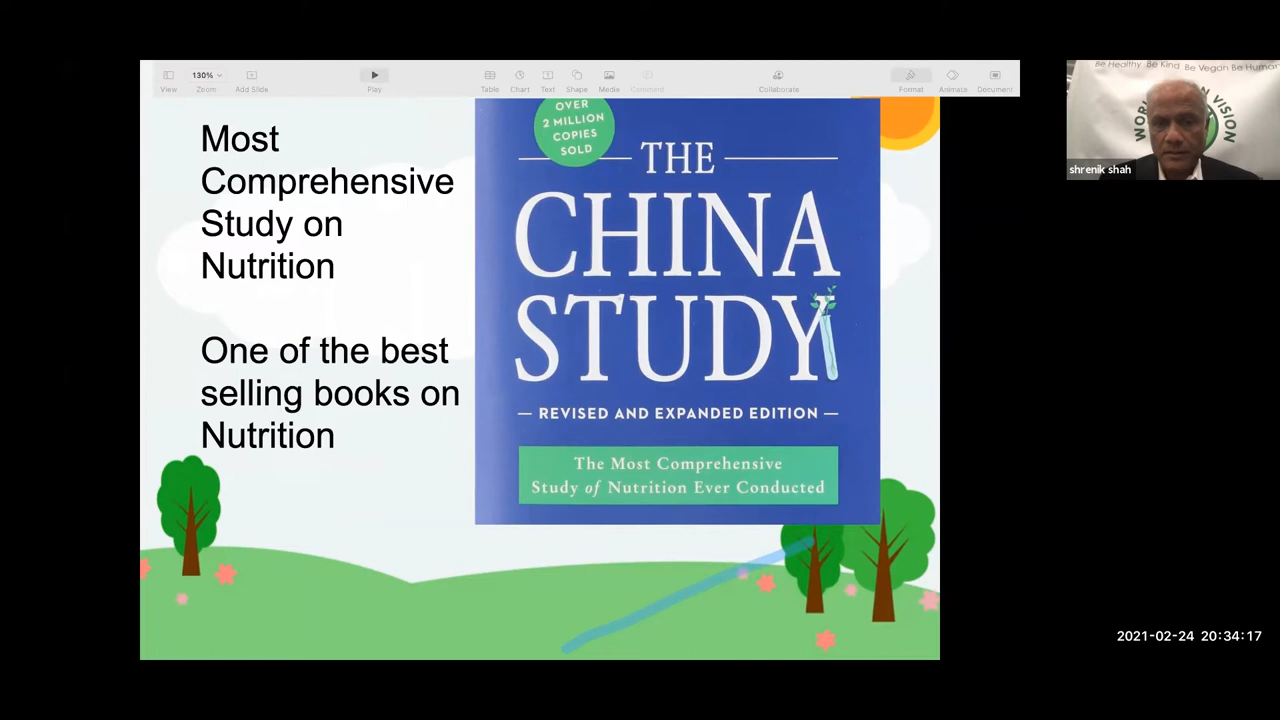 130%
View
Zoom
Add Slide
Play
Table
Chart
Text
Shape
Media
Comment
Collaborate
Format
Animate
Document
Most
Comprehensive
Study on
Nutrition
One of the best
selling books on
Nutrition
OVER
2 MILLION
COPIES
SOLD
THE
CHINA
STUDY
REVISED AND EXPANDED EDITION
The Most Comprehensive
Study of Nutrition Ever Conducted
Be Healthy Be Kind Be Vegan Be Human
VISION
shrenik shah
2021-02-24 20:34:17